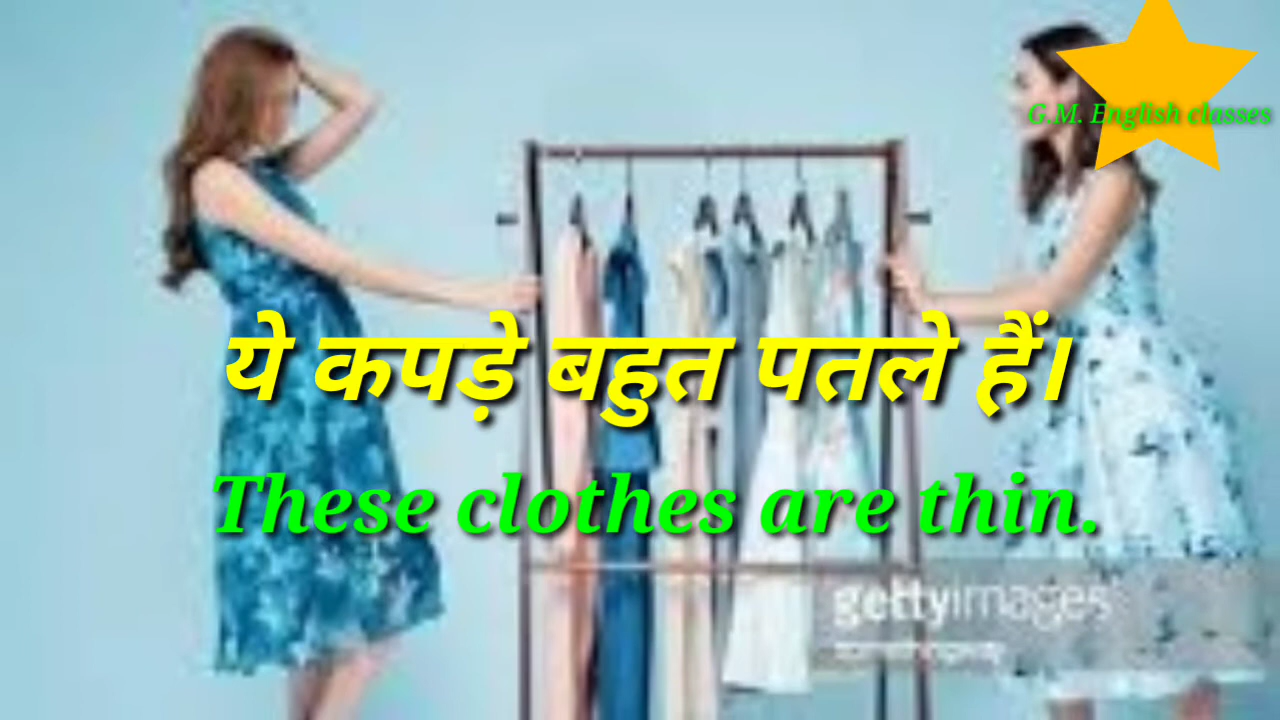 G.M. English classes
ये कपड़े बहुत पतले हैं।
These clothes are thin.
gettyimages